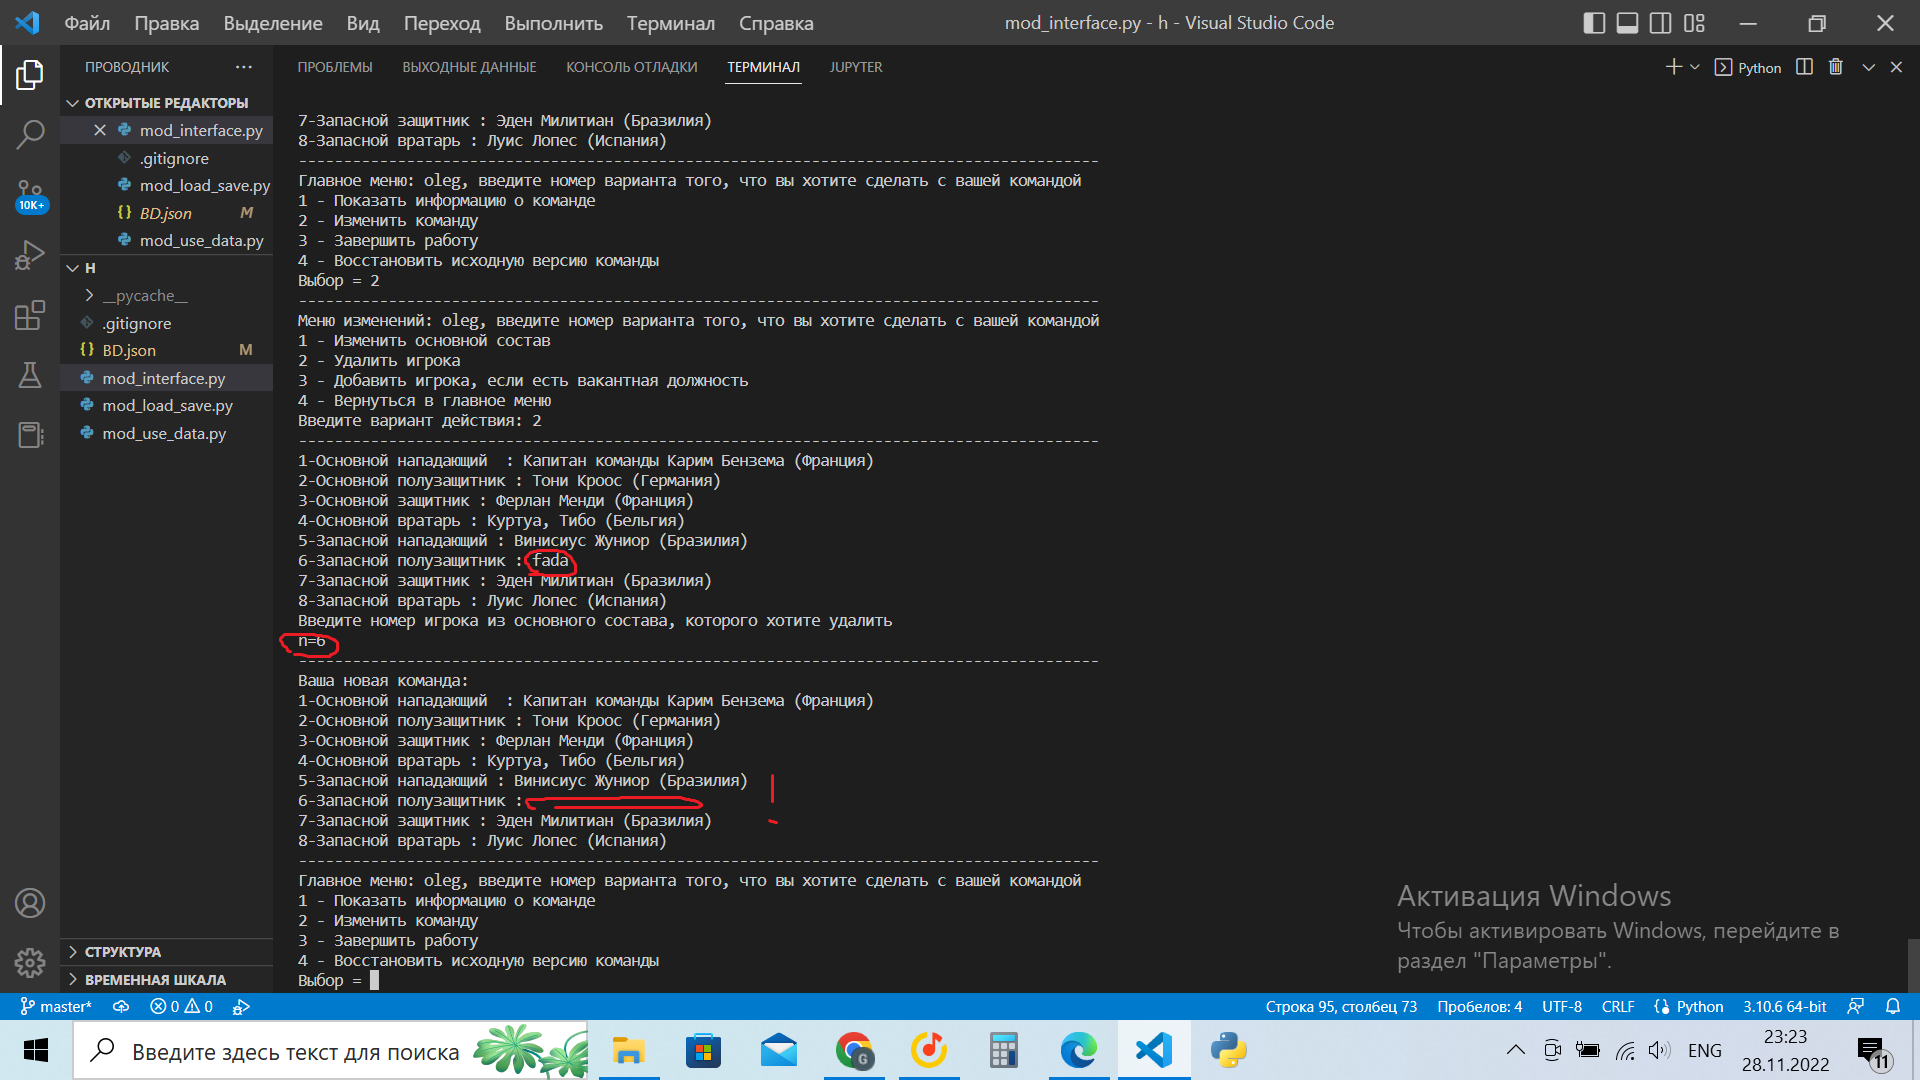 Файл Правка Выделение Вид Переход Выполнить Терминал Справка
mod_interface.py - h - Visual Studio Code
ПРОВОДНИК
ОТКРЫТЫЕ РЕДАКТОРЫ
mod_interface.py
.gitignore
mod_load_save.py
{} BD.json M
mod_use_data.py
H
__pycache__
.gitignore
{} BD.json M
mod_interface.py
mod_load_save.py
mod_use_data.py
10K+
СТРУКТУРА
ВРЕМЕННАЯ ШКАЛА
ПРОБЛЕМЫ ВЫХОДНЫЕ ДАННЫЕ КОНСОЛЬ ОТЛАДКИ ТЕРМИНАЛ JUPYTER
Python
7-Запасной защитник : Эден Милитиан (Бразилия)
8-Запасной вратарь : Луис Лопес (Испания)
-----------------------------------------------------------------------------------------
Главное меню: oleg, введите номер варианта того, что вы хотите сделать с вашей командой
1 - Показать информацию о команде
2 - Изменить команду
3 - Завершить работу
4 - Восстановить исходную версию команды
Выбор = 2
-----------------------------------------------------------------------------------------
Меню изменений: oleg, введите номер варианта того, что вы хотите сделать с вашей командой
1 - Изменить основной состав
2 - Удалить игрока
3 - Добавить игрока, если есть вакантная должность
4 - Вернуться в главное меню
Введите вариант действия: 2
-----------------------------------------------------------------------------------------
1-Основной нападающий  : Капитан команды Карим Бензема (Франция)
2-Основной полузащитник : Тони Кроос (Германия)
3-Основной защитник : Ферлан Менди (Франция)
4-Основной вратарь : Куртуа, Тибо (Бельгия)
5-Запасной нападающий : Винисиус Жуниор (Бразилия)
6-Запасной полузащитник : fada
7-Запасной защитник : Эден Милитиан (Бразилия)
8-Запасной вратарь : Луис Лопес (Испания)
Введите номер игрока из основного состава, которого хотите удалить
n=6
-----------------------------------------------------------------------------------------
Ваша новая команда:
1-Основной нападающий  : Капитан команды Карим Бензема (Франция)
2-Основной полузащитник : Тони Кроос (Германия)
3-Основной защитник : Ферлан Менди (Франция)
4-Основной вратарь : Куртуа, Тибо (Бельгия)
5-Запасной нападающий : Винисиус Жуниор (Бразилия)
6-Запасной полузащитник :
7-Запасной защитник : Эден Милитиан (Бразилия)
8-Запасной вратарь : Луис Лопес (Испания)
-----------------------------------------------------------------------------------------
Главное меню: oleg, введите номер варианта того, что вы хотите сделать с вашей командой
1 - Показать информацию о команде
2 - Изменить команду
3 - Завершить работу
4 - Восстановить исходную версию команды
Выбор =
Активация Windows
Чтобы активировать Windows, перейдите в
раздел "Параметры".
master* 0 0
Строка 95, столбец 73 Пробелов: 4 UTF-8 CRLF Python 3.10.6 64-bit
Введите здесь текст для поиска
G
ENG
23:23
28.11.2022
11